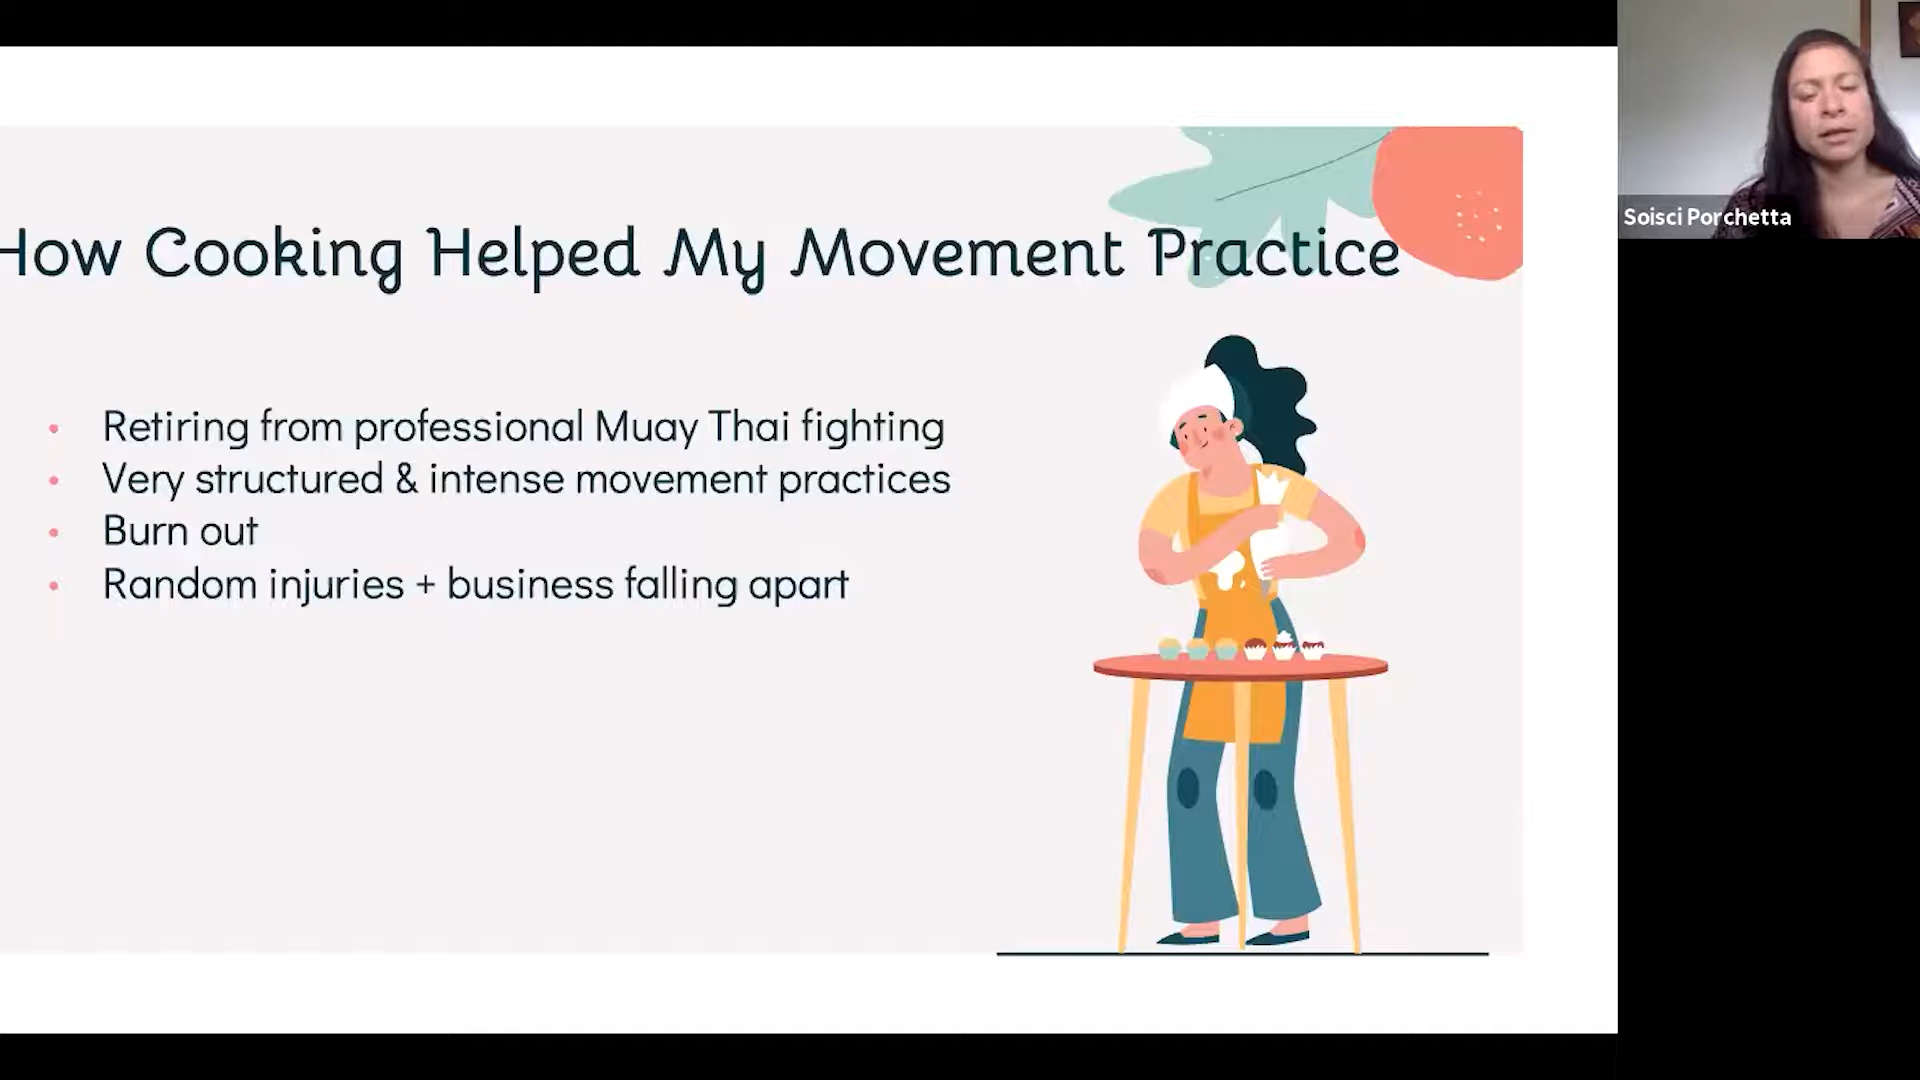 How Cooking Helped My Movement Practice
• Retiring from professional Muay Thai fighting
• Very structured & intense movement practices
• Burn out
• Random injuries + business falling apart
Soisci Porchetta